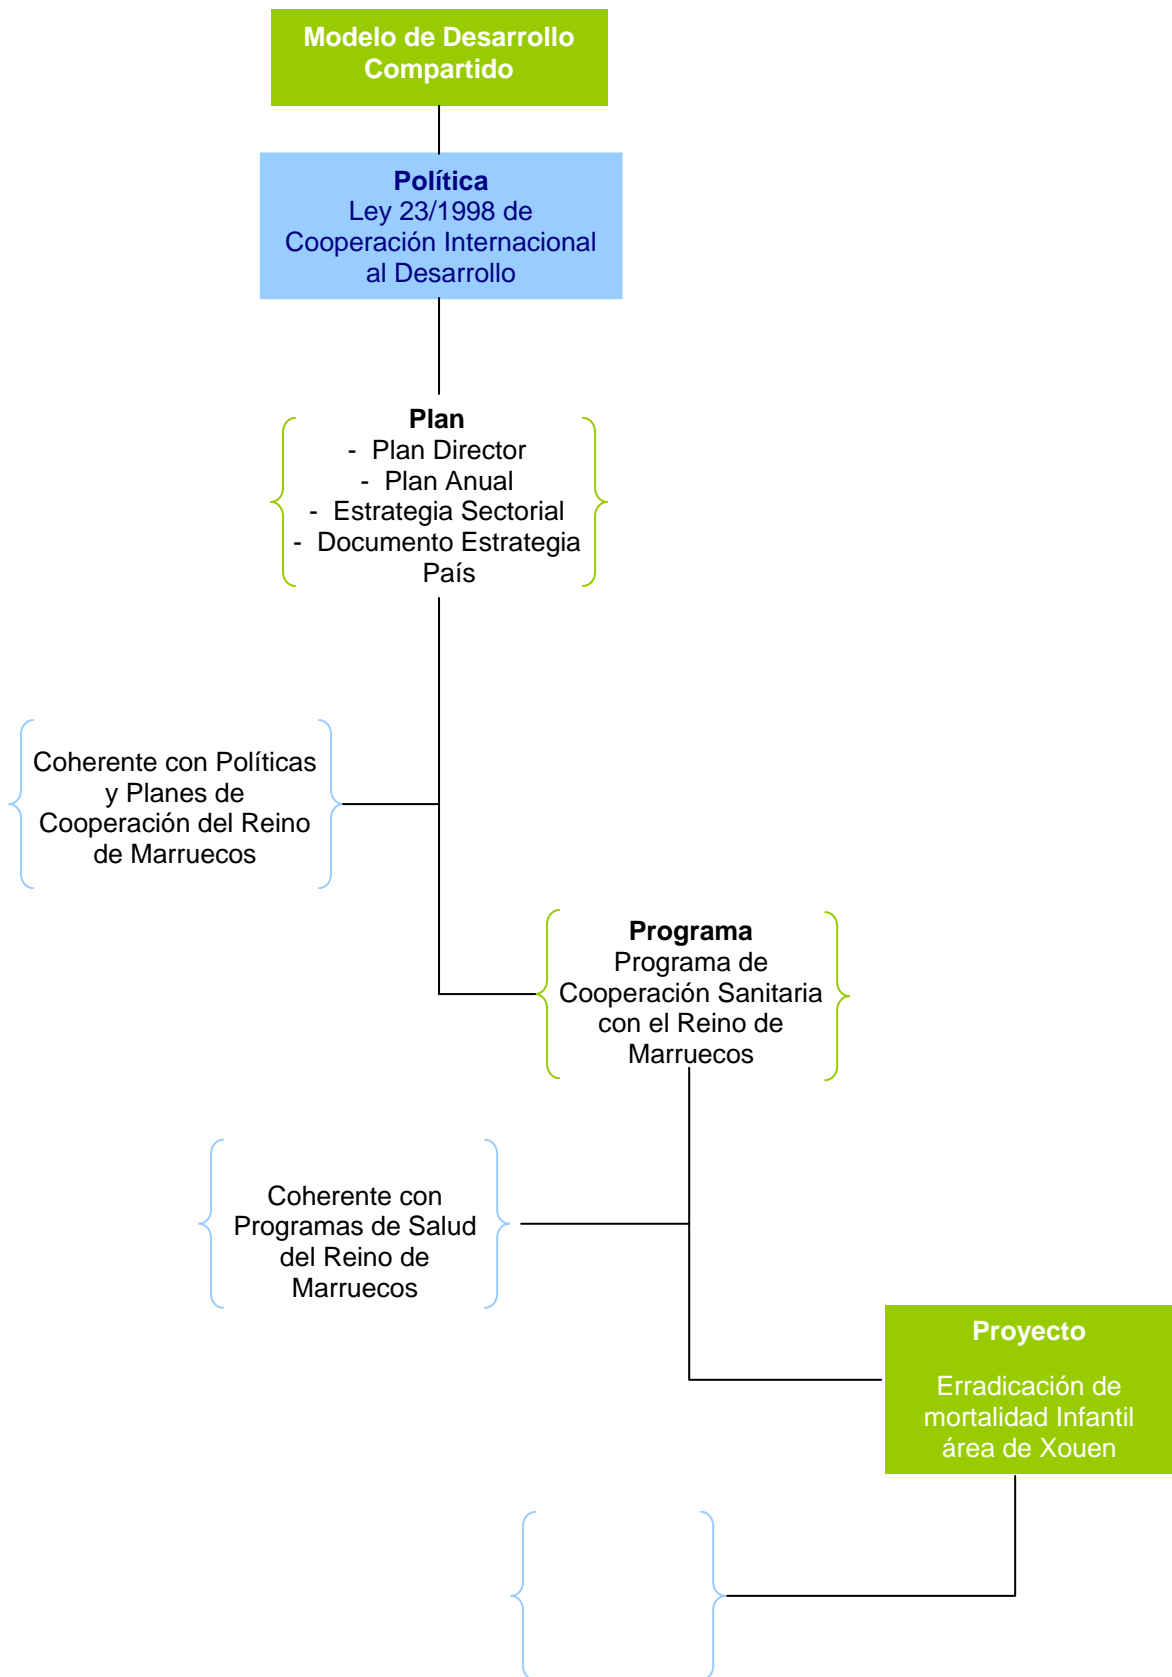 Modelo de Desarrollo
Compartido
Política
Ley 23/1998 de
Cooperación Internacional
al Desarrollo
Plan
- Plan Director
- Plan Anual
- Estrategia Sectorial
- Documento Estrategia
País
Coherente con Políticas
y Planes de
Cooperación del Reino
de Marruecos
Programa
Programa de
Cooperación Sanitaria
con el Reino de
Marruecos
Coherente con
Programas de Salud
del Reino de
Marruecos
Proyecto
Erradicación de
mortalidad Infantil
área de Xouen